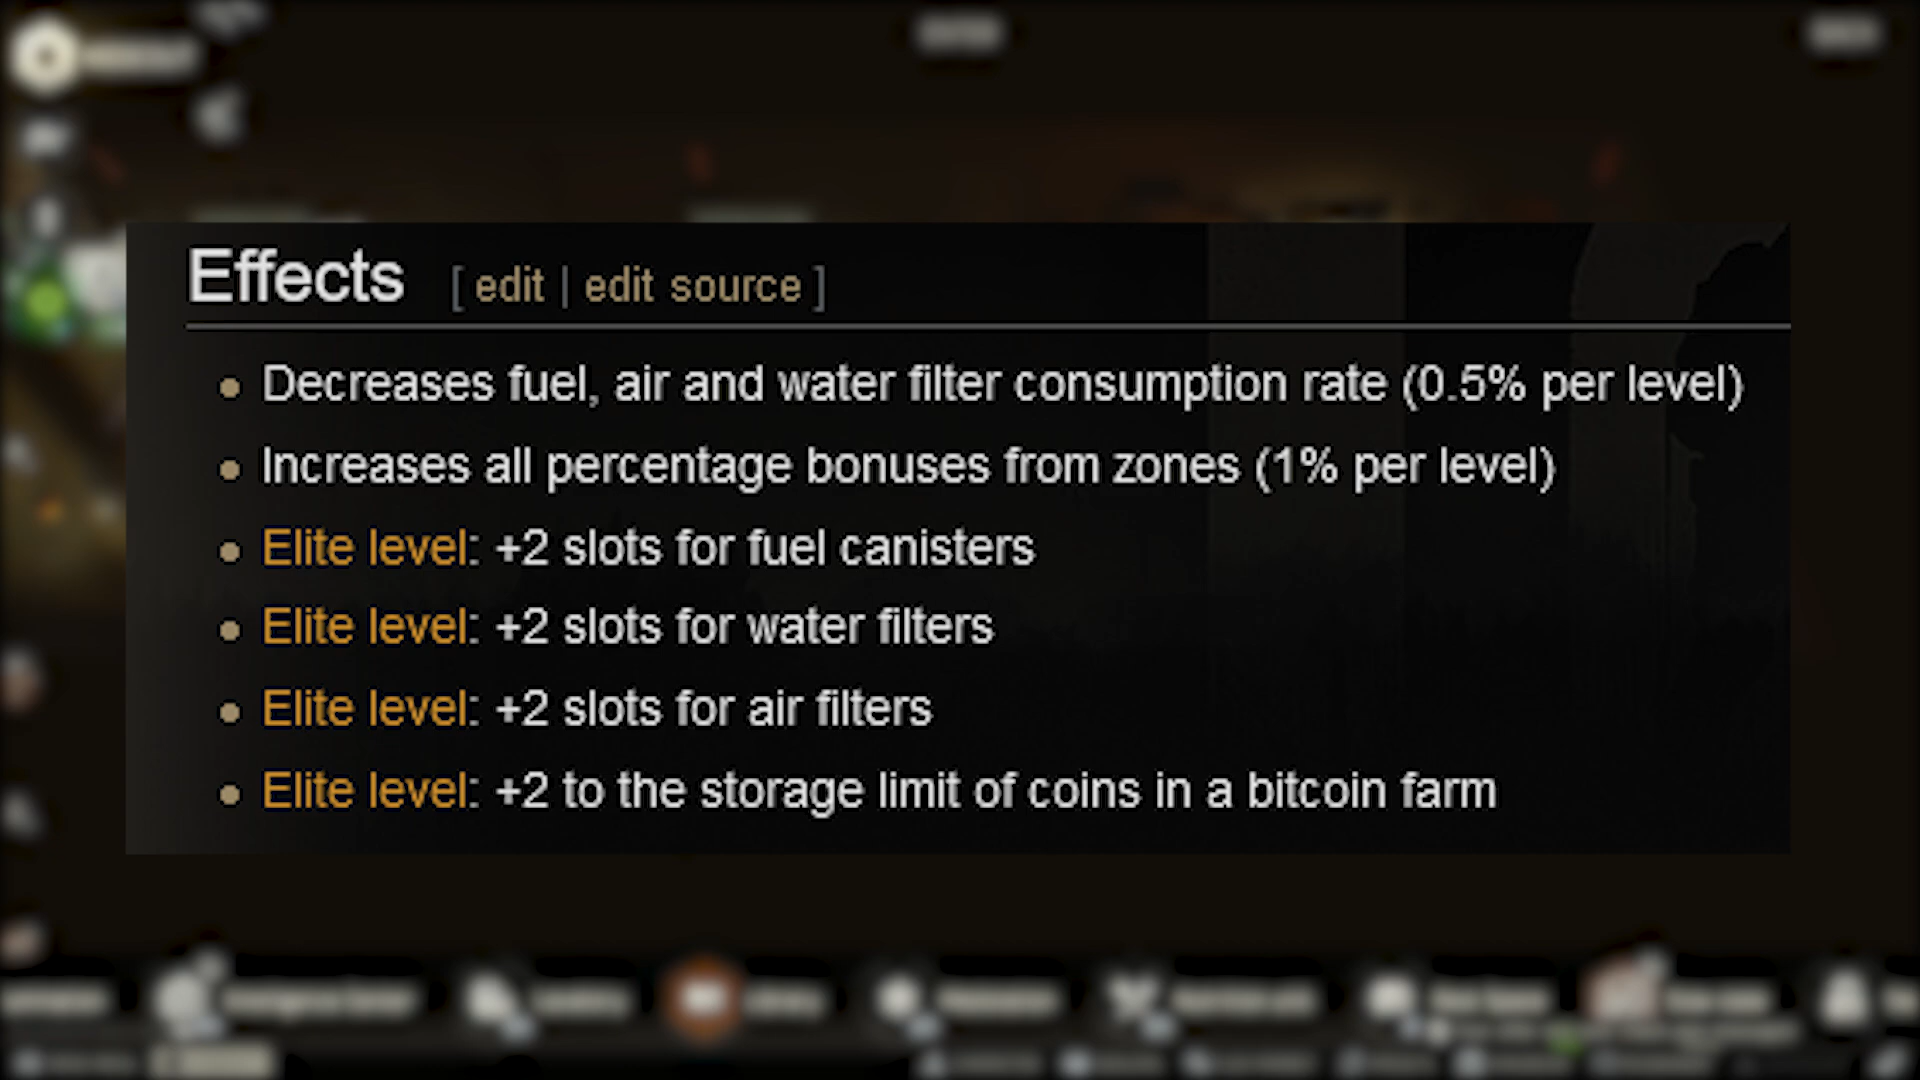 Effects [ edit | edit source ]
Decreases fuel, air and water filter consumption rate (0.5% per level)
Increases all percentage bonuses from zones (1% per level)
Elite level: +2 slots for fuel canisters
Elite level: +2 slots for water filters
Elite level: +2 slots for air filters
Elite level: +2 to the storage limit of coins in a bitcoin farm